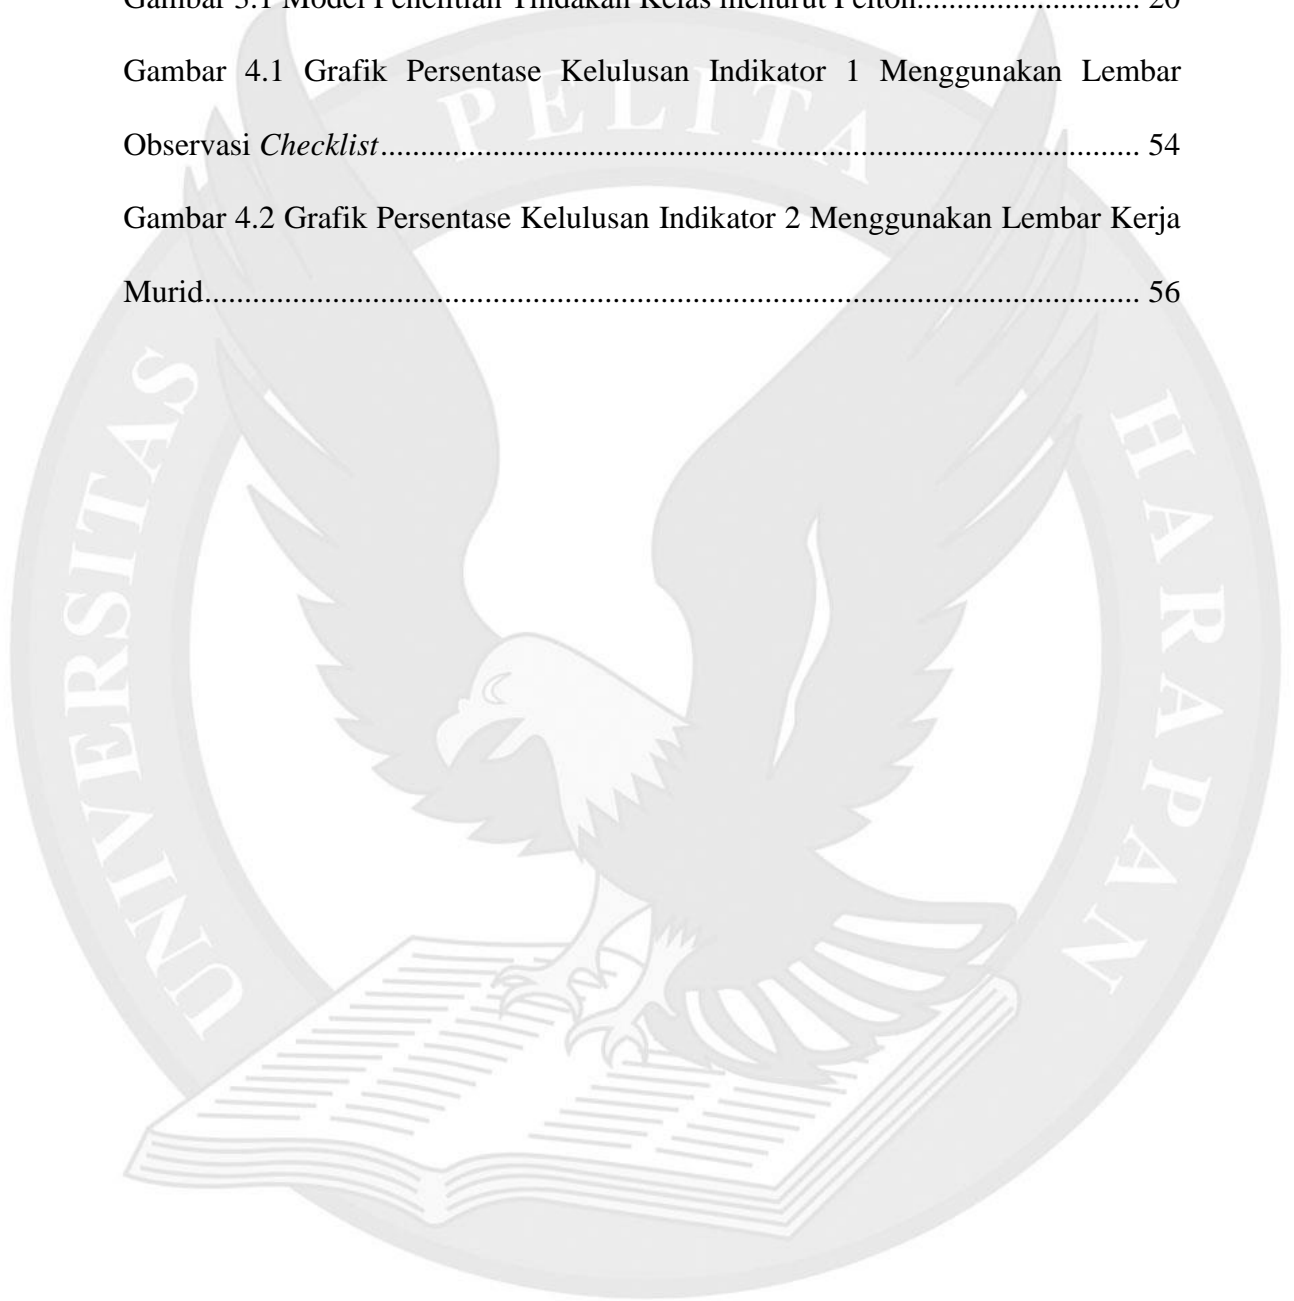 Gambar 3.1 Model Penelitian Tindakan Kelas menurut Pelton............................ 20
Gambar 4.1 Grafik Persentase Kelulusan Indikator 1 Menggunakan Lembar
Observasi Checklist............................................................................................... 54
Gambar 4.2 Grafik Persentase Kelulusan Indikator 2 Menggunakan Lembar Kerja
Murid..................................................................................................................... 56
UNIVERSITAS PELITA HARAPAN